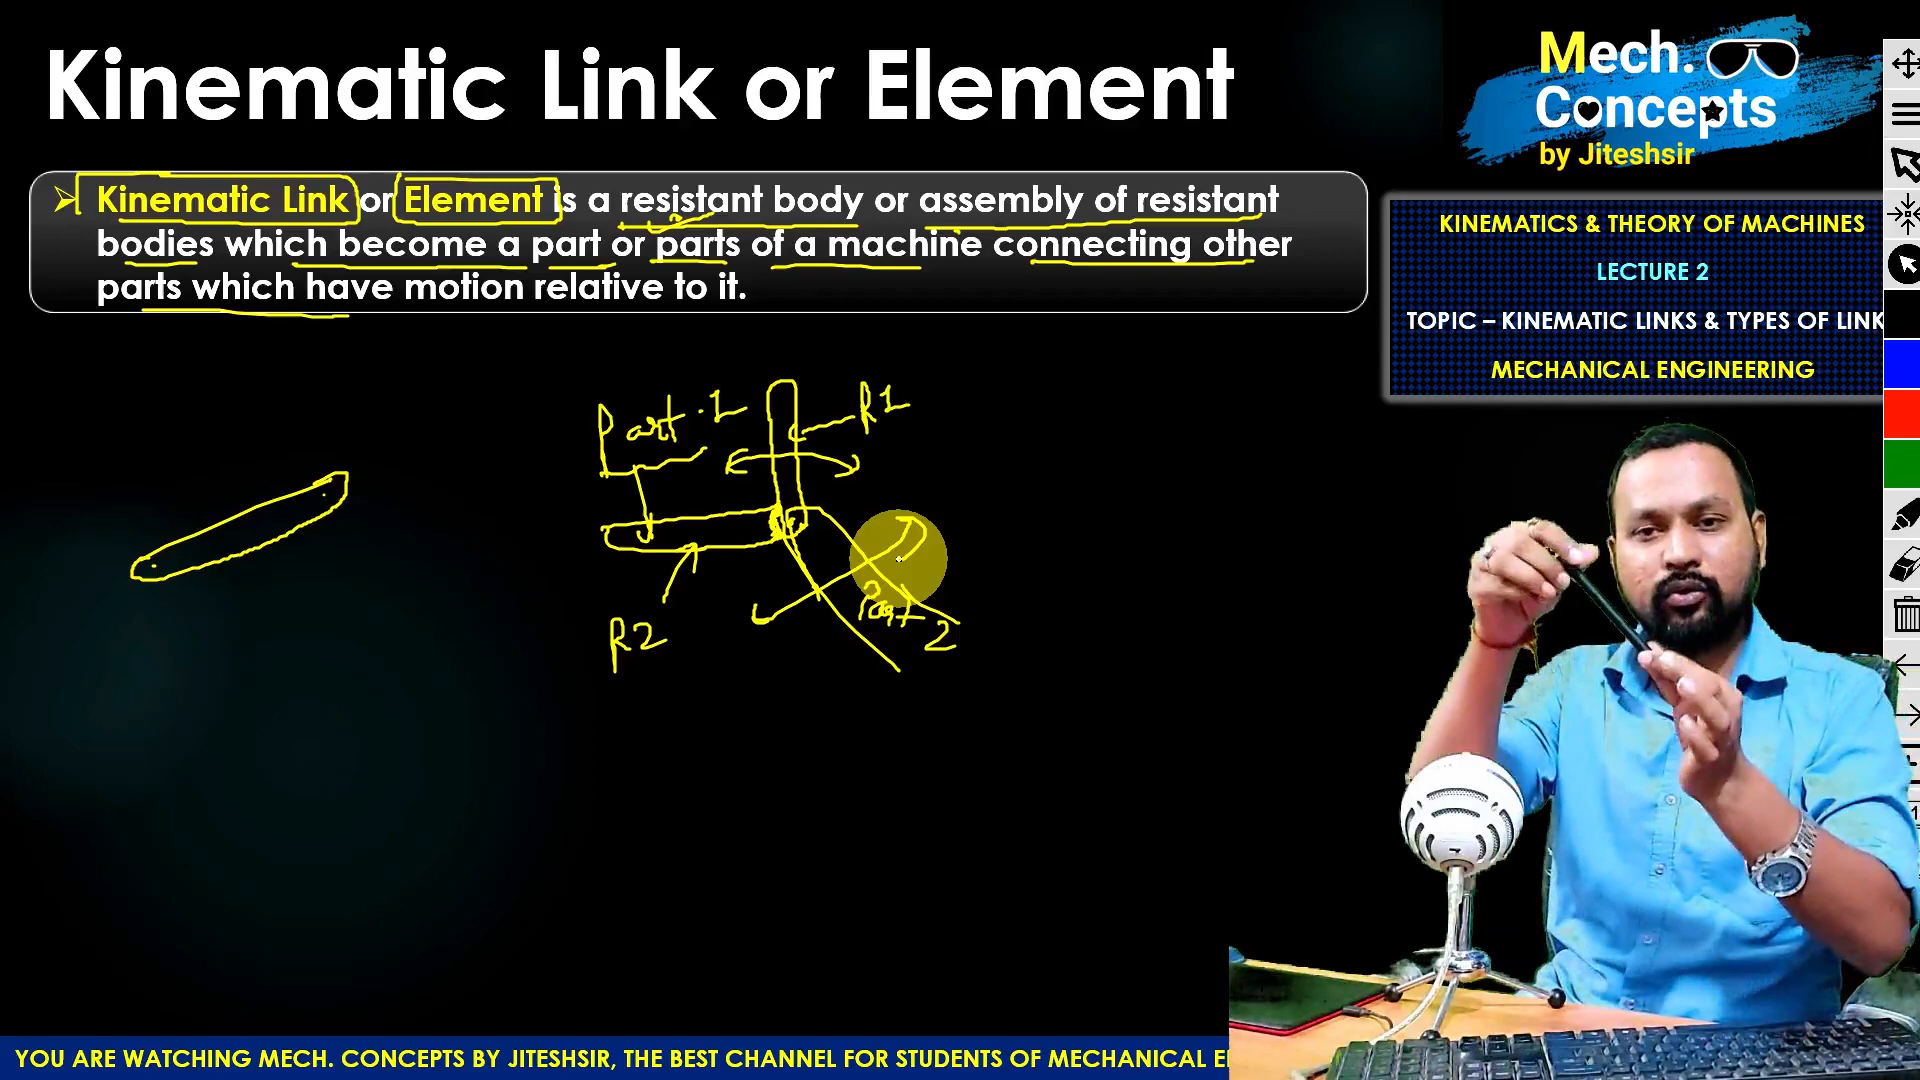 Kinematic Link or Element
Mech.
Concepts
by Jiteshsir
Kinematic Link or Element is a resistant body or assembly of resistant
bodies which become a part or parts of a machine connecting other
parts which have motion relative to it.
KINEMATICS & THEORY OF MACHINES
LECTURE 2
TOPIC – KINEMATIC LINKS & TYPES OF LINK
MECHANICAL ENGINEERING
Part.1
R1
Part 2
R2
YOU ARE WATCHING MECH. CONCEPTS BY JITESHSIR, THE BEST CHANNEL FOR STUDENTS OF MECHANICAL E